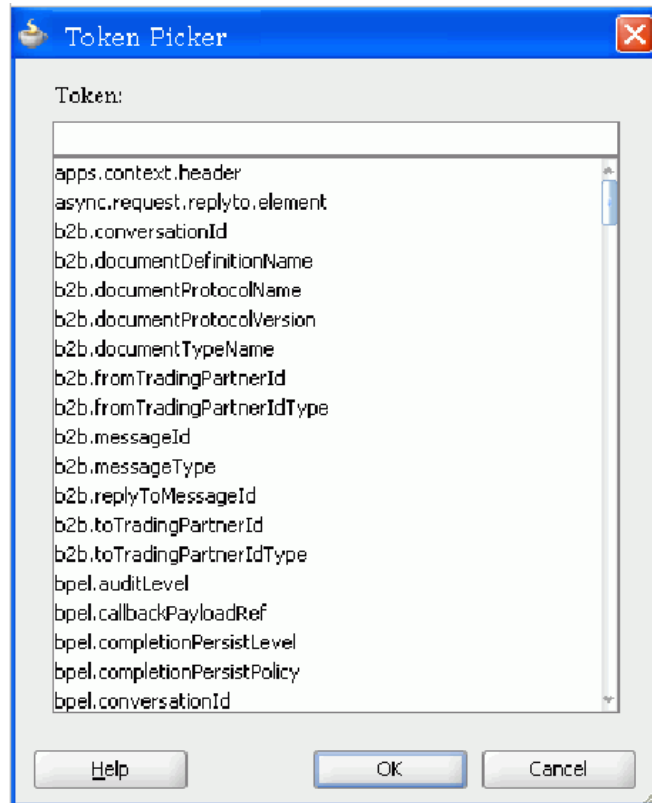 Token Picker
Token:
apps.context.header
async.request.replyto.element
b2b.conversationId
b2b.documentDefinitionName
b2b.documentProtocolName
b2b.documentProtocolVersion
b2b.documentTypeName
b2b.fromTradingPartnerId
b2b.fromTradingPartnerIdType
b2b.messageId
b2b.messageType
b2b.replyToMessageId
b2b.toTradingPartnerId
b2b.toTradingPartnerIdType
bpel.auditLevel
bpel.callbackPayloadRef
bpel.completionPersistLevel
bpel.completionPersistPolicy
bpel.conversationId
Help OK Cancel